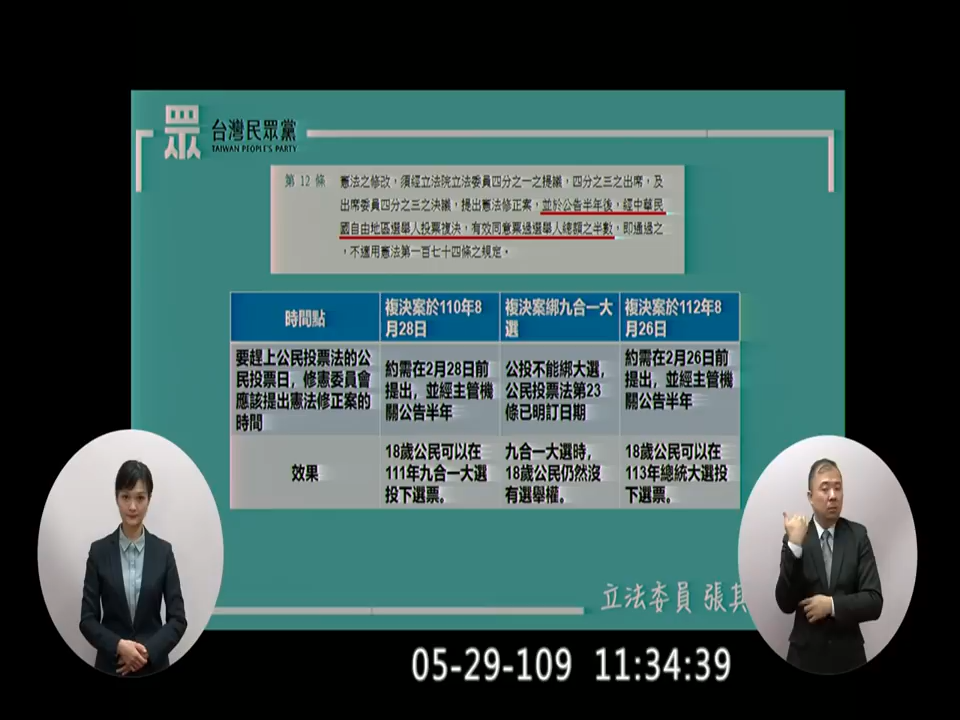 眾 台灣民眾黨
TAIWAN PEOPLE'S PARTY
第 12 條 憲法之修改，須經立法院立法委員四分之一之提議，四分之三之出席，及
出席委員四分之三之決議，提出憲法修正案，並於公告半年後，經中華民
國自由地區選舉人投票複決，有效同意票過選舉人總額之半數，即通過之
，不適用憲法第一百七十四條之規定。
時間點
複決案於110年8
月28日
複決案綁九合一大
選
複決案於112年8
月26日
要趕上公民投票法的公
民投票日，修憲委員會
應該提出憲法修正案的
時間
約需在2月28日前
提出，並經主管機
關公告半年
公投不能綁大選，
公民投票法第23
條已明訂日期
約需在2月26日前
提出，並經主管機
關公告半年
效果
18歲公民可以在
111年九合一大選
投下選票。
九合一大選時，
18歲公民仍然沒
有選舉權。
18歲公民可以在
113年總統大選投
下選票。
立法委員 張其
05-29-109 11:34:39